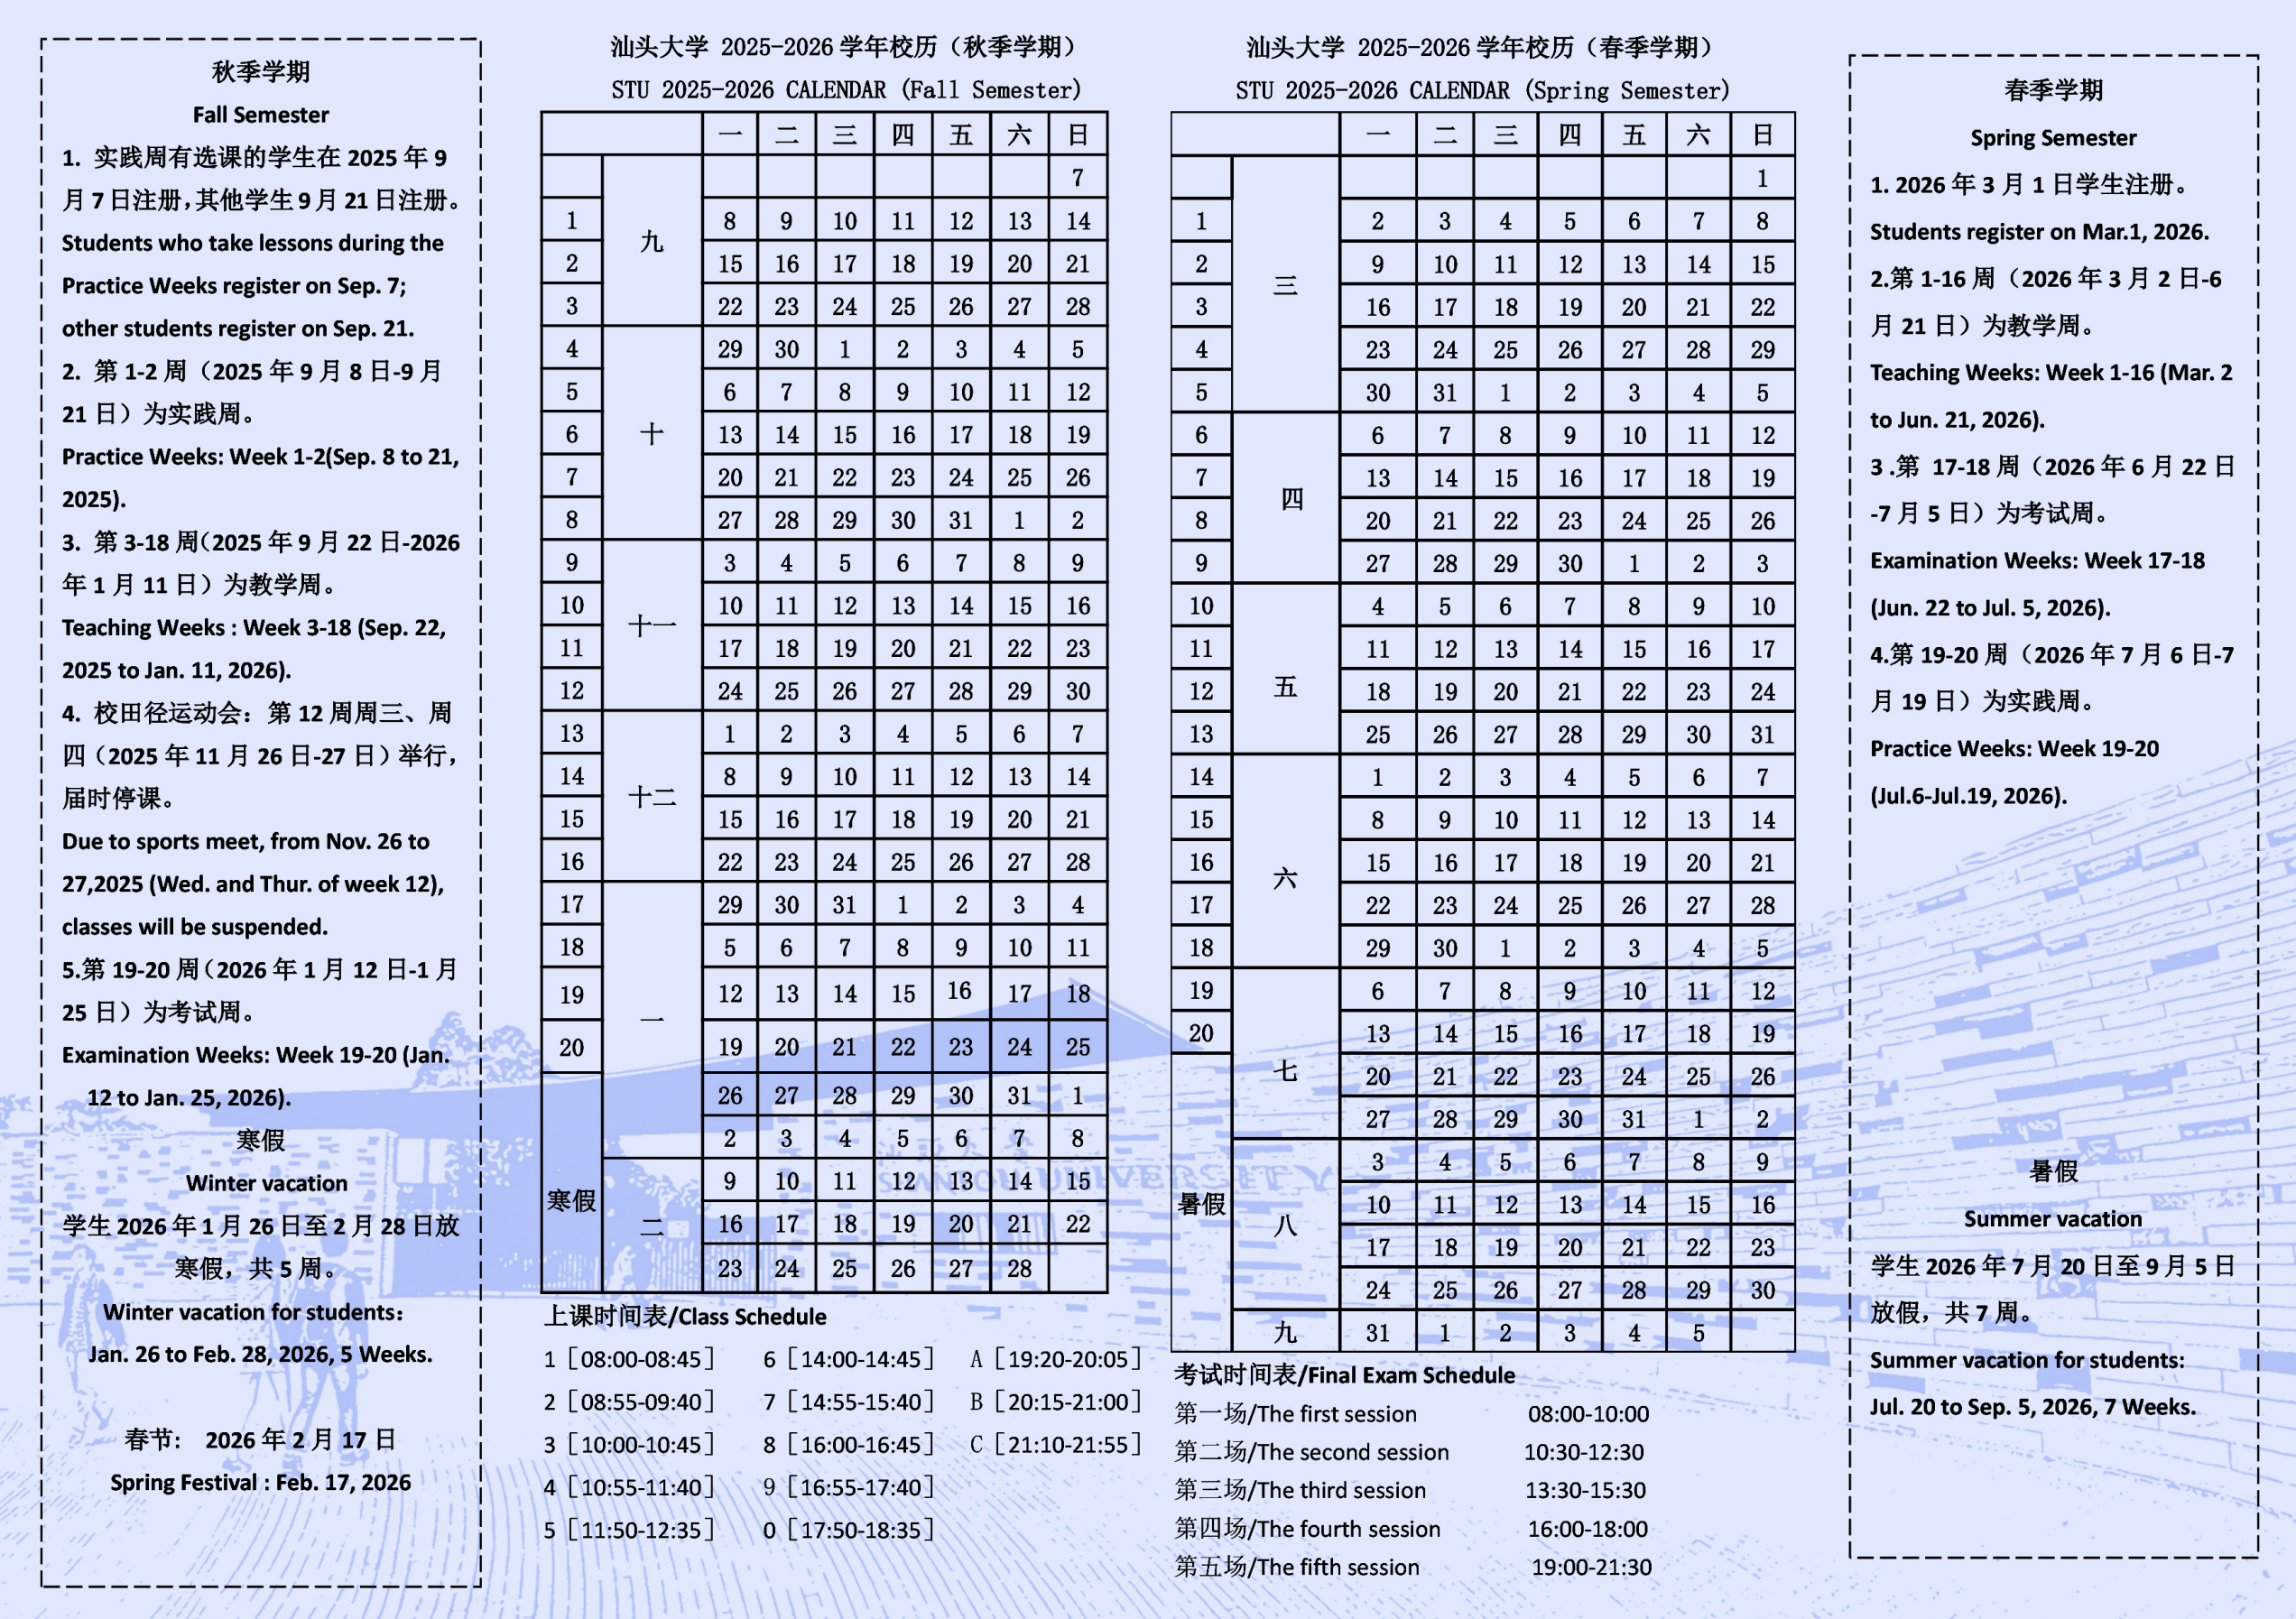 秋季学期
Fall Semester
1. 实践周有选课的学生在 2025 年 9
月 7 日注册，其他学生 9 月 21 日注册。
Students who take lessons during the
Practice Weeks register on Sep. 7;
other students register on Sep. 21.
2. 第 1-2 周（2025 年 9 月 8 日-9 月
21 日）为实践周。
Practice Weeks: Week 1-2(Sep. 8 to 21,
2025).
3. 第 3-18 周（2025 年 9 月 22 日-2026
年 1 月 11 日）为教学周。
Teaching Weeks : Week 3-18 (Sep. 22,
2025 to Jan. 11, 2026).
4. 校田径运动会：第 12 周周三、周
四（2025 年 11 月 26 日-27 日）举行，
届时停课。
Due to sports meet, from Nov. 26 to
27,2025 (Wed. and Thur. of week 12),
classes will be suspended.
5.第 19-20 周（2026 年 1 月 12 日-1 月
25 日）为考试周。
Examination Weeks: Week 19-20 (Jan.
12 to Jan. 25, 2026).
寒假
Winter vacation
学生 2026 年 1 月 26 日至 2 月 28 日放
寒假，共 5 周。
Winter vacation for students:
Jan. 26 to Feb. 28, 2026, 5 Weeks.
春节： 2026 年 2 月 17 日
Spring Festival : Feb. 17, 2026
汕头大学 2025-2026 学年校历（秋季学期）
STU 2025-2026 CALENDAR (Fall Semester)
一 二 三 四 五 六 日
九 7
1 8 9 10 11 12 13 14
2 15 16 17 18 19 20 21
3 22 23 24 25 26 27 28
4 十 29 30 1 2 3 4 5
5 6 7 8 9 10 11 12
6 13 14 15 16 17 18 19
7 20 21 22 23 24 25 26
8 27 28 29 30 31 1 2
9 十一 3 4 5 6 7 8 9
10 10 11 12 13 14 15 16
11 17 18 19 20 21 22 23
12 24 25 26 27 28 29 30
13 十二 1 2 3 4 5 6 7
14 8 9 10 11 12 13 14
15 15 16 17 18 19 20 21
16 22 23 24 25 26 27 28
17 一 29 30 31 1 2 3 4
18 5 6 7 8 9 10 11
19 12 13 14 15 16 17 18
20 19 20 21 22 23 24 25
寒假 26 27 28 29 30 31 1
2 3 4 5 6 7 8
二 9 10 11 12 13 14 15
16 17 18 19 20 21 22
23 24 25 26 27 28
上课时间表/Class Schedule
1［08:00-08:45］ 6［14:00-14:45］ A［19:20-20:05］
2［08:55-09:40］ 7［14:55-15:40］ B［20:15-21:00］
3［10:00-10:45］ 8［16:00-16:45］ C［21:10-21:55］
4［10:55-11:40］ 9［16:55-17:40］
5［11:50-12:35］ 0［17:50-18:35］
汕头大学 2025-2026 学年校历（春季学期）
STU 2025-2026 CALENDAR (Spring Semester)
一 二 三 四 五 六 日
三 1
1 2 3 4 5 6 7 8
2 9 10 11 12 13 14 15
3 16 17 18 19 20 21 22
4 23 24 25 26 27 28 29
5 30 31 1 2 3 4 5
6 四 6 7 8 9 10 11 12
7 13 14 15 16 17 18 19
8 20 21 22 23 24 25 26
9 27 28 29 30 1 2 3
10 五 4 5 6 7 8 9 10
11 11 12 13 14 15 16 17
12 18 19 20 21 22 23 24
13 25 26 27 28 29 30 31
14 六 1 2 3 4 5 6 7
15 8 9 10 11 12 13 14
16 15 16 17 18 19 20 21
17 22 23 24 25 26 27 28
18 29 30 1 2 3 4 5
19 七 6 7 8 9 10 11 12
20 13 14 15 16 17 18 19
暑假 20 21 22 23 24 25 26
27 28 29 30 31 1 2
八 3 4 5 6 7 8 9
10 11 12 13 14 15 16
17 18 19 20 21 22 23
24 25 26 27 28 29 30
九 31 1 2 3 4 5
考试时间表/Final Exam Schedule
第一场/The first session 08:00-10:00
第二场/The second session 10:30-12:30
第三场/The third session 13:30-15:30
第四场/The fourth session 16:00-18:00
第五场/The fifth session 19:00-21:30
春季学期
Spring Semester
1. 2026 年 3 月 1 日学生注册。
Students register on Mar.1, 2026.
2.第 1-16 周（2026 年 3 月 2 日-6
月 21 日）为教学周。
Teaching Weeks: Week 1-16 (Mar. 2
to Jun. 21, 2026).
3 .第 17-18 周（2026 年 6 月 22 日
-7 月 5 日）为考试周。
Examination Weeks: Week 17-18
(Jun. 22 to Jul. 5, 2026).
4.第 19-20 周（2026 年 7 月 6 日-7
月 19 日）为实践周。
Practice Weeks: Week 19-20
(Jul.6-Jul.19, 2026).
暑假
Summer vacation
学生 2026 年 7 月 20 日至 9 月 5 日
放假，共 7 周。
Summer vacation for students:
Jul. 20 to Sep. 5, 2026, 7 Weeks.